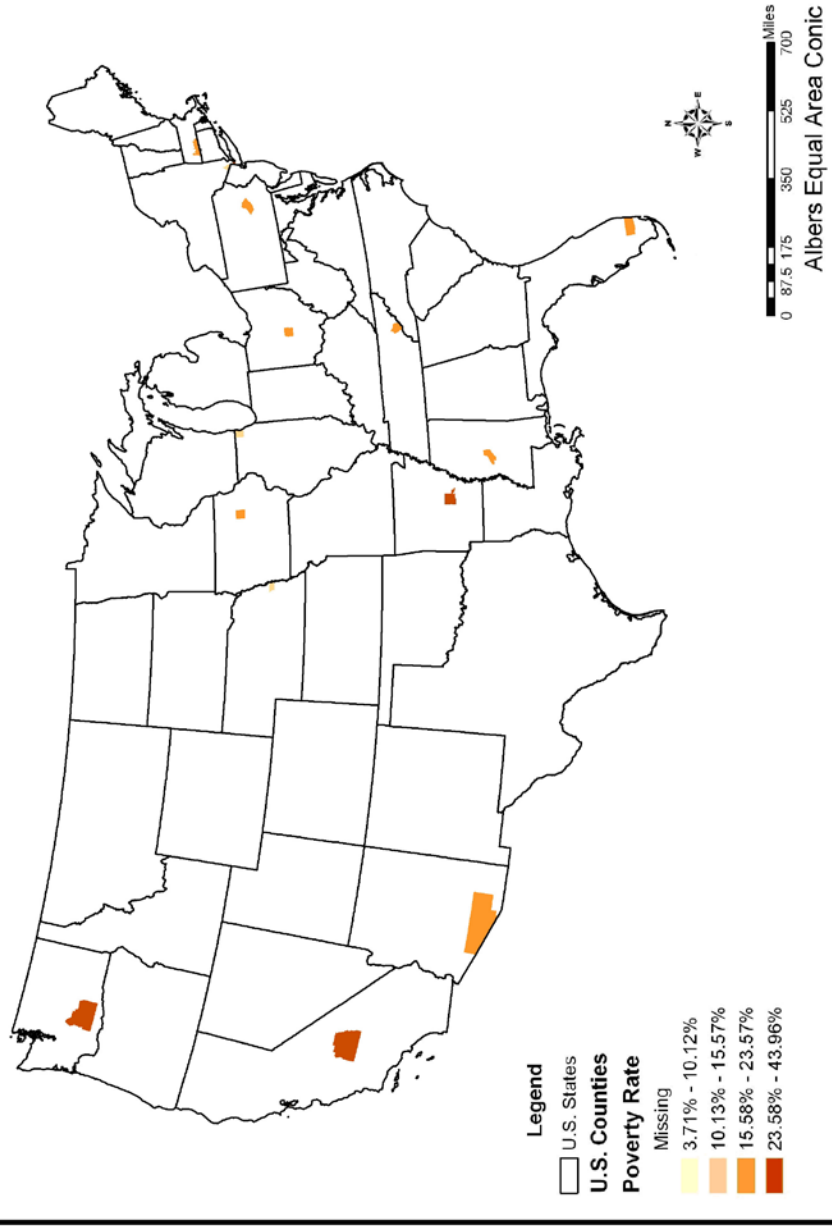 Legend
U.S. States
U.S. Counties
Poverty Rate
Missing
3.71% - 10.12%
10.13% - 15.57%
15.58% - 23.57%
23.58% - 43.96%
N
W E
S
Miles
0 87.5 175 350 525 700
Albers Equal Area Conic